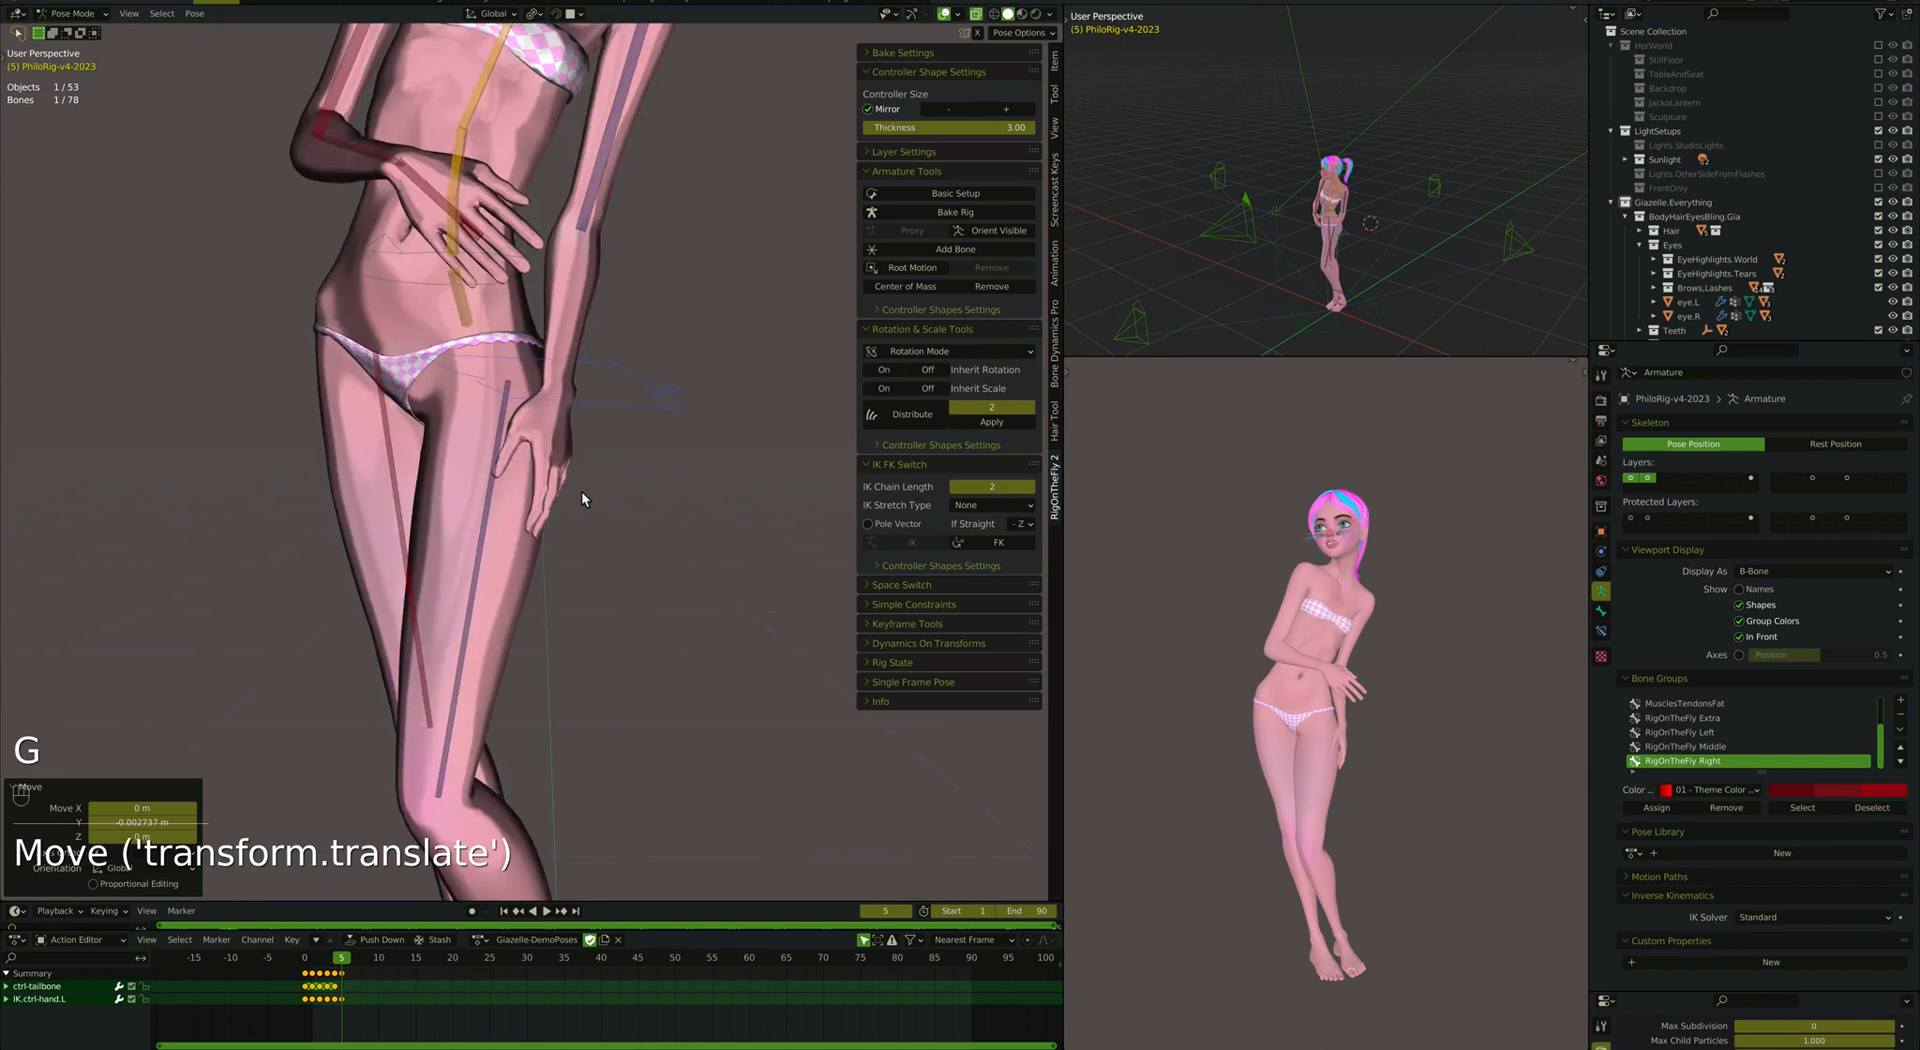 Pose Mode View Select Pose Global
X Pose Options
User Perspective
(5) PhiloRig-v4-2023
Objects 1 / 53
Bones 1 / 78
Bake Settings
Controller Shape Settings
Controller Size
Mirror - +
Thickness 3.00
Layer Settings
Armature Tools
Basic Setup
Bake Rig
Proxy Orient Visible
Add Bone
Root Motion Remove
Center of Mass Remove
Controller Shapes Settings
Rotation & Scale Tools
Rotation Mode
On Off Inherit Rotation
On Off Inherit Scale
Distribute 2
Apply
Controller Shapes Settings
IK FK Switch
IK Chain Length 2
IK Stretch Type None
Pole Vector If Straight - Z
IK FK
Controller Shapes Settings
Space Switch
Simple Constraints
Keyframe Tools
Dynamics On Transforms
Rig State
Single Frame Pose
Info
Item
Tool
View
Screencast Keys
Animation
Bone Dynamics Pro
Hair Tool
RigOnTheFly 2
G
Move
Move X 0 m
Y -0.002737 m
Z 0 m
Move ('transform.translate')
Orientation Global
Proportional Editing
User Perspective
(5) PhiloRig-v4-2023
Playback Keying View Marker 5 Start 1 End 90
Action Editor View Select Marker Channel Key Push Down Stash Giazelle-DemoPoses Nearest Frame
-15 -10 -5 0 5 10 15 20 25 30 35 40 45 50 55 60 65 70 75 80 85 90 95 100
Summary
ctrl-tailbone
IK.ctrl-hand.L
Scene Collection
HerWorld
StillFloor
TableAndSeat
Backdrop
JackoLantern
Sculpture
LightSetups
Lights.StudioLights
Sunlight 2
Lights.OtherSideFromFlashes
FrontOnly
Giazelle.Everything
BodyHairEyesBling.Gia
Hair 5
Eyes
EyeHighlights.World 2
EyeHighlights.Tears 2
Brows,Lashes
eye.L 3
eye.R 3
Teeth 2
Armature
PhiloRig-v4-2023 > Armature
Skeleton
Pose Position Rest Position
Layers:
Protected Layers:
Viewport Display
Display As B-Bone
Show Names
Shapes
Group Colors
In Front
Axes Position 0.5
Bone Groups
MusclesTendonsFat
RigOnTheFly Extra
RigOnTheFly Left
RigOnTheFly Middle
RigOnTheFly Right
Color ... 01 - Theme Color ...
Assign Remove Select Deselect
Pose Library
+ New
Motion Paths
Inverse Kinematics
IK Solver Standard
Custom Properties
+ New
Max Subdivision 0
Max Child Particles 1.000